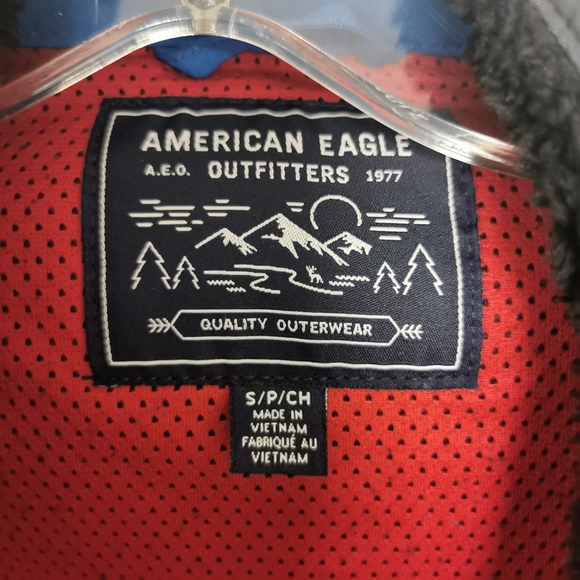 AMERICAN EAGLE
A.E.O. OUTFITTERS 1977
QUALITY OUTERWEAR
S/P/CH
MADE IN
VIETNAM
FABRIQUÉ AU
VIETNAM